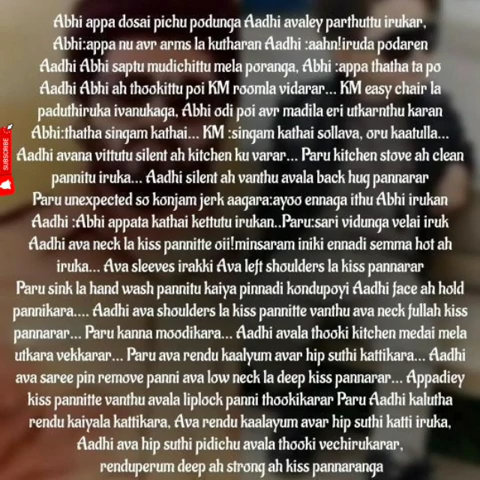 Abhi appa dosai pichu podunga Aadhi avaley parthuttu irukar,
Abhi:appa nu avr arms la kutharan Aadhi :aahn!iruda podaren
Aadhi Abhi saptu mudichittu mela poranga, Abhi :appa thatha ta po
Aadhi Abhi ah thookittu poi KM roomla vidarar... KM easy chair la
paduthiruka ivanukaga, Abhi odi poi avr madila eri utkarnthu karan
Abhi:thatha singam kathai... KM :singam kathai sollava, oru kaatulla...
Aadhi avana vittutu silent ah kitchen ku varar... Paru kitchen stove ah clean
pannitu iruka... Aadhi silent ah vanthu avala back hug pannarar
Paru unexpected so konjam jerk aagara:ayoo ennaga ithu Abhi irukan
Aadhi :Abhi appata kathai kettutu irukan..Paru:sari vidunga velai iruk
Aadhi ava neck la kiss pannitte oii!minsaram iniki ennadi semma hot ah
iruka... Ava sleeves irakki Ava left shoulders la kiss pannarar
Paru sink la hand wash pannitu kaiya pinnadi kondupoyi Aadhi face ah hold
pannikara.... Aadhi ava shoulders la kiss pannitte vanthu ava neck fullah kiss
pannarar... Paru kanna moodikara... Aadhi avala thooki kitchen medai mela
utkara vekkarar... Paru ava rendu kaalyum avar hip suthi kattikara... Aadhi
ava saree pin remove panni ava low neck la deep kiss pannarar... Appadiey
kiss pannitte vanthu avala liplock panni thookikarar Paru Aadhi kalutha
rendu kaiyala kattikara, Ava rendu kaalayum avar hip suthi katti iruka,
Aadhi ava hip suthi pidichu avala thooki vechirukarar,
renduperum deep ah strong ah kiss pannaranga
SUBSCRIBE